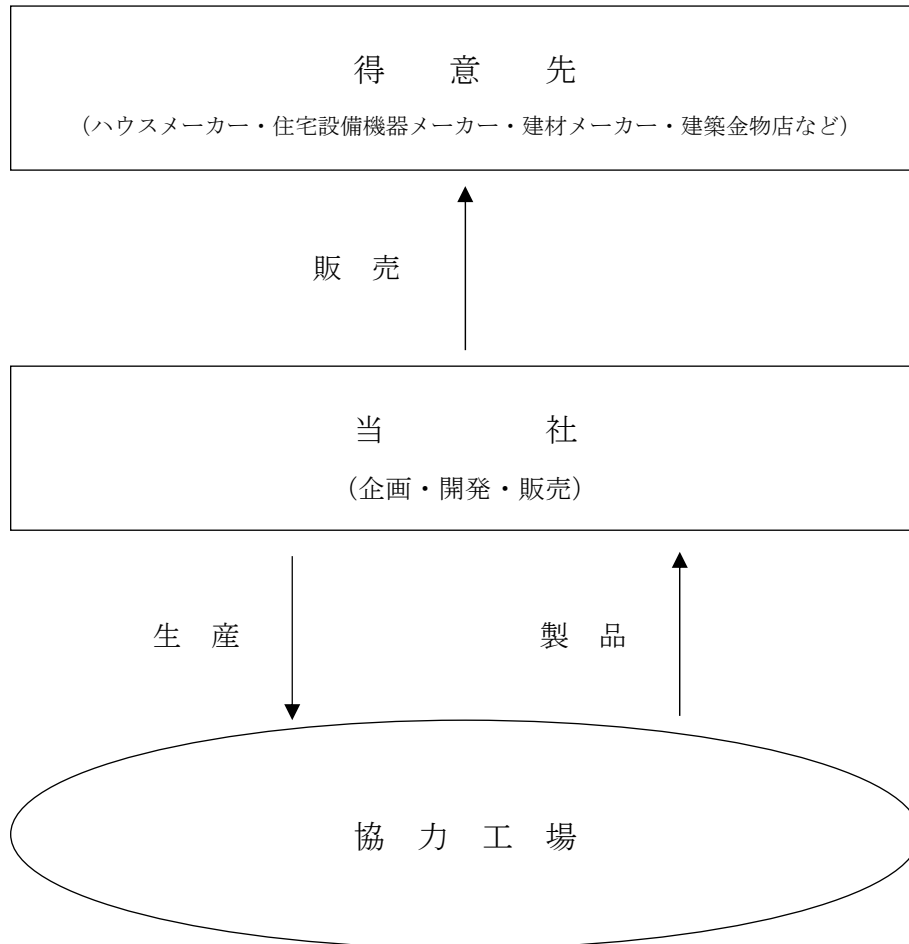 得意先
（ハウスメーカー・住宅設備機器メーカー・建材メーカー・建築金物店など）
販売
当社
（企画・開発・販売）
生産
製品
協力工場